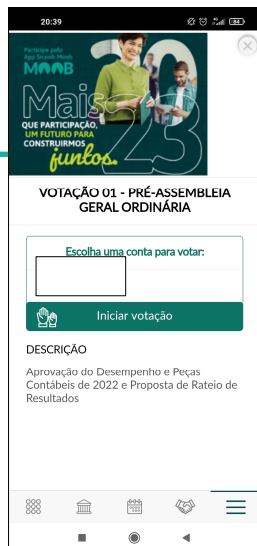 20:39
84
Participe pelo
App Sicoob Moob
MOOB
Mais
23
QUE PARTICIPAÇÃO,
UM FUTURO PARA
CONSTRUIRMOS
juntos.
VOTAÇÃO 01 - PRÉ-ASSEMBLEIA
GERAL ORDINÁRIA
Escolha uma conta para votar:
Iniciar votação
DESCRIÇÃO
Aprovação do Desempenho e Peças
Contábeis de 2022 e Proposta de Rateio de
Resultados